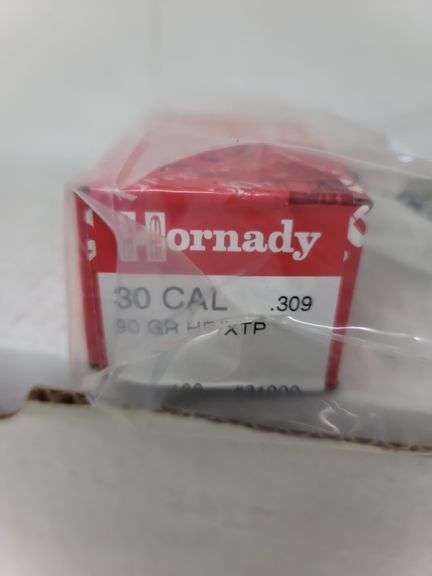 Hornady
30 CAL .309
90 GR HP/XTP